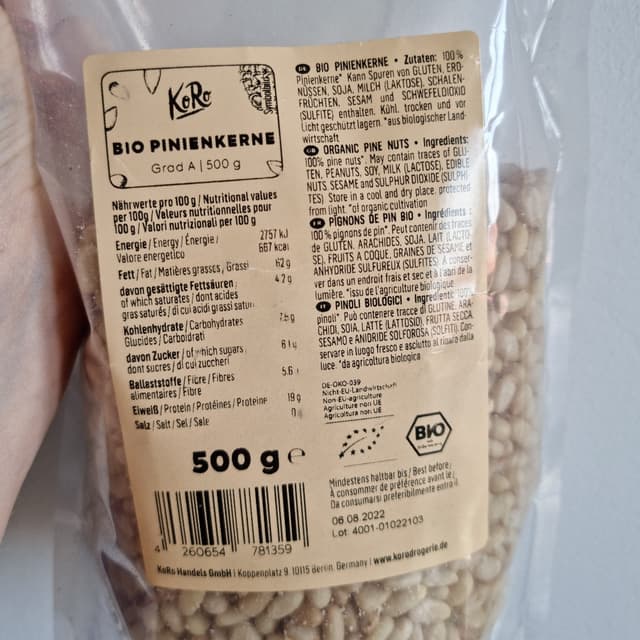 KoRo
BIO PINIENKERNE
Grad A | 500 g
Nährwerte pro 100 g / Nutritional values
per 100g / Valeurs nutritionnelles pour
100 g / Valori nutrizionali per 100 g
Energie / Energy / Énergie / 2757 kJ
Valore energetico 667 kcal
Fett / Fat / Matières grasses, Grassi 62 g
davon gesättigte Fettsäuren / 4.2 g
of which saturates / dont acides
gras saturés / di cui acidi grassi saturi
Kohlenhydrate / Carbohydrates
Glucides / Carboidrati
davon Zucker / of which sugars
dont sucres / di cui zuccheri
Ballaststoffe / Fibre / Fibres 5.6
alimentaires / Fibre
Eiweiß / Protein / Protéines / Proteine
Salz / Salt / Sel / Sale
500 g e
4 260654 781359
KoRo Handels GmbH | Koppenplatz 9, 10115 Berlin, Germany | www.korodrogerie.de
BIO PINIENKERNE • Zutaten: 100%
Pinienkerne* Kann Spuren von GLUTEN, ERD-
NÜSSEN, SOJA, MILCH (LAKTOSE), SCHALEN-
FRÜCHTEN, SESAM und SCHWEFELDIOXID
(SULFITE) enthalten. Kühl, trocken und vor
Licht geschützt lagern. *aus biologischer Land-
wirtschaft
ORGANIC PINE NUTS • Ingredients:
100% pine nuts*. May contain traces of GLU-
TEN, PEANUTS, SOY, MILK (LACTOSE), EDIBLE
NUTS, SESAME and SULPHUR DIOXIDE (SULPHI-
TES) Store in a cool and dry place, protected
from light. *of organic cultivation
PIGNONS DE PIN BIO • Ingrédients :
100% pignons de pin*. Peut contenir des traces
de GLUTEN, ARACHIDES, SOJA, LAIT (LACTO-
SE), FRUITS A COQUE, GRAINES DE SESAME et
ANHYDRIDE SULFUREUX (SULFITES). A conser-
ver dans un endroit frais et sec et à l'abri de la
lumière. *issu de l'agriculture biologique
PINOLI BIOLOGICI • Ingredienti: 100%
pinoli*. Può contenere tracce di GLUTINE, ARA-
CHIDI, SOIA, LATTE (LATTOSIO), FRUTTA SECCA,
SESAMO e ANIDRIDE SOLFOROSA (SOLFITI). Con-
servare in luogo fresco e asciutto al riparo dalla
luce. *da agricoltura biologica
DE-ÖKO-039
Nicht-EU-Landwirtschaft
Non-EU-agriculture
Agriculture non UE
Agricoltura non UE
BIO
Mindestens haltbar bis / Best before /
À consommer de préférence avant le /
Da consumarsi preferibilmente entro il
06.08.2022
Lot: 4001-01022103